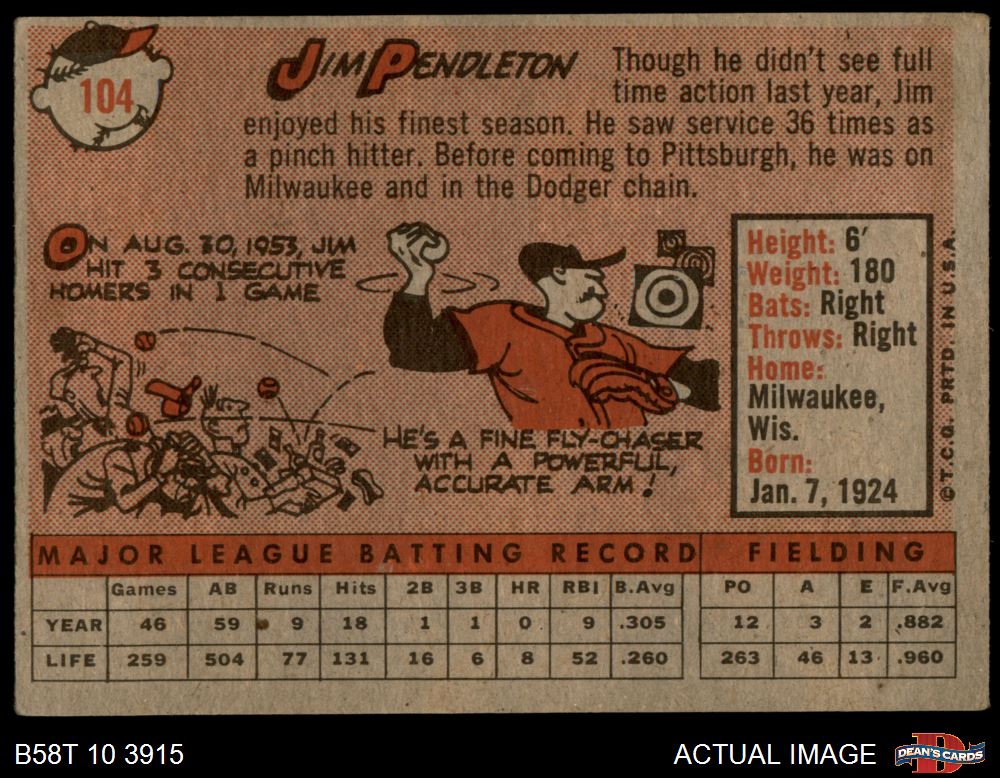 104
JIM PENDLETON
Though he didn't see full
time action last year, Jim
enjoyed his finest season. He saw service 36 times as
a pinch hitter. Before coming to Pittsburgh, he was on
Milwaukee and in the Dodger chain.
ON AUG. 30, 1953, JIM
HIT 3 CONSECUTIVE
HOMERS IN 1 GAME
HE'S A FINE FLY-CHASER
WITH A POWERFUL,
ACCURATE ARM!
Height: 6'
Weight: 180
Bats: Right
Throws: Right
Home:
Milwaukee,
Wis.
Born:
Jan. 7, 1924
© T.C.G. PRTD. IN U.S.A.
MAJOR LEAGUE BATTING RECORD FIELDING
Games AB Runs Hits 2B 3B HR RBI B.Avg PO A E F.Avg
YEAR 46 59 9 18 1 1 0 9 .305 12 3 2 .882
LIFE 259 504 77 131 16 6 8 52 .260 263 46 13 .960
B58T 10 3915 ACTUAL IMAGE DEAN'S CARDS